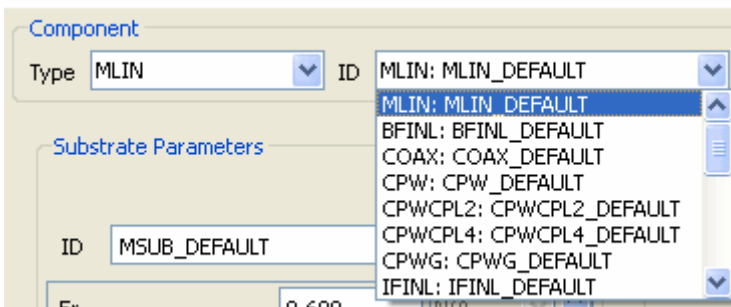 Component
Type MLIN ID MLIN: MLIN_DEFAULT
MLIN: MLIN_DEFAULT
BFINL: BFINL_DEFAULT
COAX: COAX_DEFAULT
Substrate Parameters
CPW: CPW_DEFAULT
CPWCPL2: CPWCPL2_DEFAULT
CPWCPL4: CPWCPL4_DEFAULT
ID MSUB_DEFAULT
CPWG: CPWG_DEFAULT
IFINL: IFINL_DEFAULT